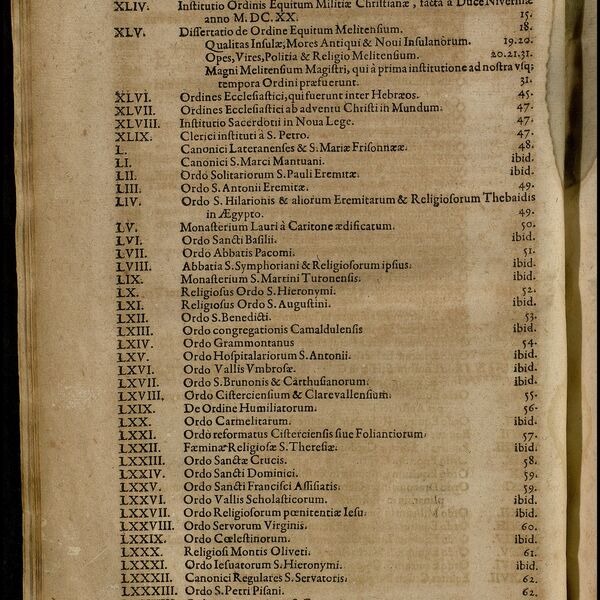 XLIV. Institutio Ordinis Equitum Militiæ Christianæ, facta à Duce Niverniæ
anno M. DC. XX. 15.
XLV. Dissertatio de Ordine Equitum Melitensium. 18.
Qualitas Insulæ, Mores Antiqui & Noui Insulanorum. 19.20.
Opes, Vires, Politia & Religio Melitensium. 20.21.31.
Magni Melitensium Magistri, qui à prima institutione ad nostra vsq;
tempora Ordini præfuerunt. 31.
XLVI. Ordines Ecclesiastici, qui fuerunt inter Hebræos. 45.
XLVII. Ordines Ecclesiastici ab adventu Christi in Mundum. 47.
XLVIII. Institutio Sacerdotii in Noua Lege. 47.
XLIX. Clerici instituti à S. Petro. 47.
L. Canonici Lateranenses & S. Mariæ Frisonnææ. 48.
LI. Canonici S. Marci Mantuani. ibid.
LII. Ordo Solitariorum S. Pauli Eremitæ. ibid.
LIII. Ordo S. Antonii Eremitæ. 49.
LIV. Ordo S. Hilarionis & aliorum Eremitarum & Religiosorum Thebaidis
in Ægypto. 49.
LV. Monasterium Lauri à Caritone ædificatum. 50.
LVI. Ordo Sancti Basilii. ibid.
LVII. Ordo Abbatis Pacomi. 51.
LVIII. Abbatia S. Symphoriani & Religiosorum ipsius. ibid.
LIX. Monasterium S. Martini Turonensis. ibid.
LX. Religiosus Ordo S. Hieronymi. 52.
LXI. Religiosus Ordo S. Augustini. ibid.
LXII. Ordo S. Benedicti. 53.
LXIII. Ordo congregationis Camaldulensis ibid.
LXIV. Ordo Grammontanus 54.
LXV. Ordo Hospitalariorum S. Antonii. ibid.
LXVI. Ordo Vallis Vmbrosæ. ibid.
LXVII. Ordo S. Brunonis & Carthusianorum. ibid.
LXVIII. Ordo Cisterciensium & Clarevallensium. 55.
LXIX. De Ordine Humiliatorum. 56.
LXX. Ordo Carmelitarum. ibid.
LXXI. Ordo reformatus Cisterciensis siue Foliantiorum. 57.
LXXII. Fæminæ Religiosæ S. Theresiæ. ibid.
LXXIII. Ordo Sanctæ Crucis. 58.
LXXIV. Ordo Sancti Dominici. 59.
LXXV. Ordo Sancti Francisci Assisiatis. 59.
LXXVI. Ordo Vallis Scholasticorum. ibid.
LXXVII. Ordo Religiosorum pœnitentiæ Iesu. ibid.
LXXVIII. Ordo Servorum Virginis. 60.
LXXIX. Ordo Cœlestinorum. ibid.
LXXX. Religiosi Montis Oliveti. 61.
LXXXI. Ordo Iesuatorum S. Hieronymi. ibid.
LXXXII. Canonici Regulares S. Servatoris. 62.
LXXXIII. Ordo S. Petri Pisani. 62.